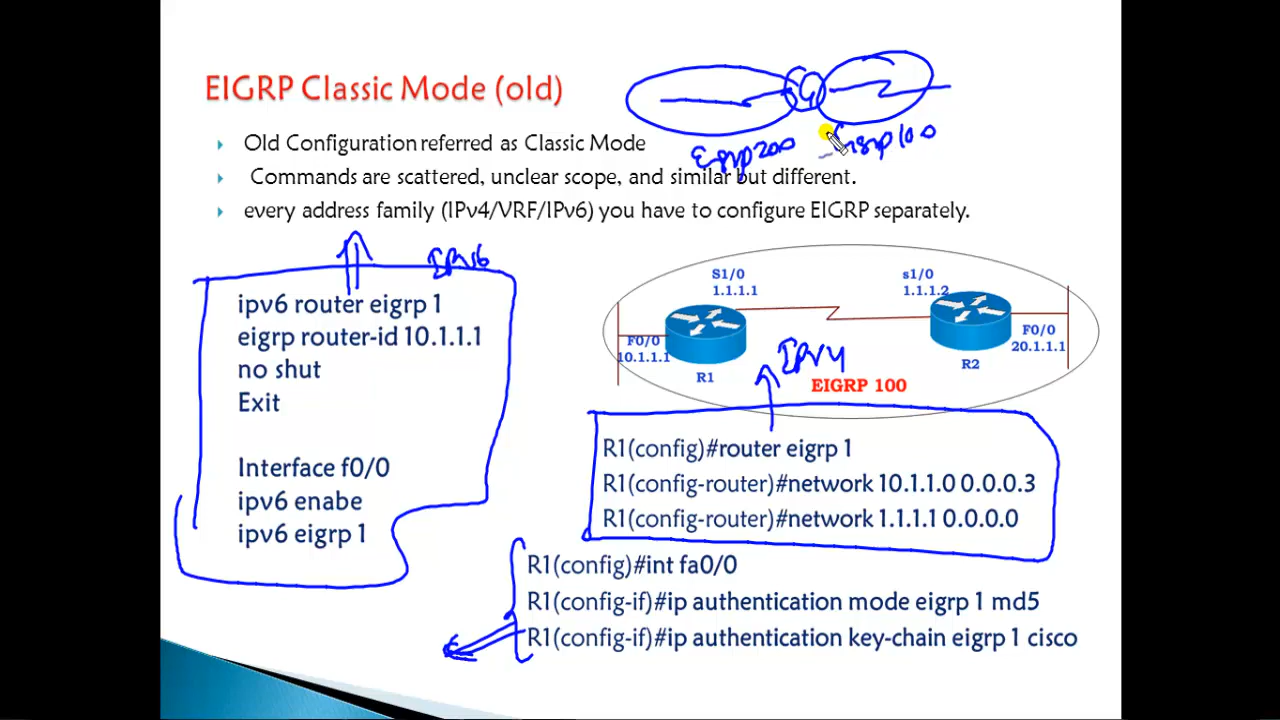 EIGRP Classic Mode (old)
Old Configuration referred as Classic Mode
Commands are scattered, unclear scope, and similar but different.
every address family (IPv4/VRF/IPv6) you have to configure EIGRP separately.
Eigrp 200
Eigrp 100
IPV6
ipv6 router eigrp 1
eigrp router-id 10.1.1.1
no shut
Exit
Interface f0/0
ipv6 enabe
ipv6 eigrp 1
S1/0
1.1.1.1
s1/0
1.1.1.2
F0/0
10.1.1.1
F0/0
20.1.1.1
R1
R2
IPV4
EIGRP 100
R1(config)#router eigrp 1
R1(config-router)#network 10.1.1.0 0.0.0.3
R1(config-router)#network 1.1.1.1 0.0.0.0
R1(config)#int fa0/0
R1(config-if)#ip authentication mode eigrp 1 md5
R1(config-if)#ip authentication key-chain eigrp 1 cisco